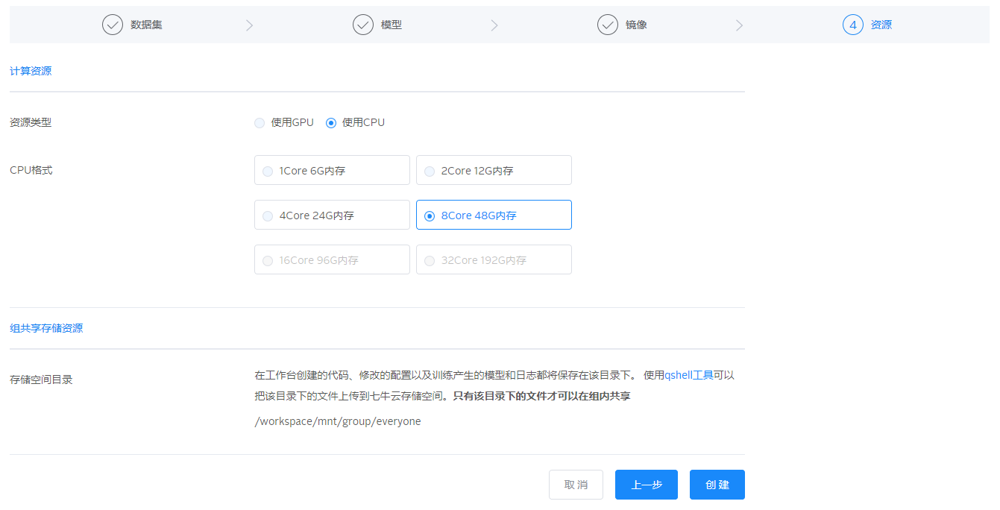 数据集
模型
镜像
4 资源
计算资源
资源类型
使用GPU
使用CPU
CPU格式
1Core 6G内存
2Core 12G内存
4Core 24G内存
8Core 48G内存
16Core 96G内存
32Core 192G内存
组共享存储资源
存储空间目录
在工作台创建的代码、修改的配置以及训练产生的模型和日志都将保存在该目录下。 使用qshell工具可以
把该目录下的文件上传到七牛云存储空间。只有该目录下的文件才可以在组内共享
/workspace/mnt/group/everyone
取消
上一步
创建